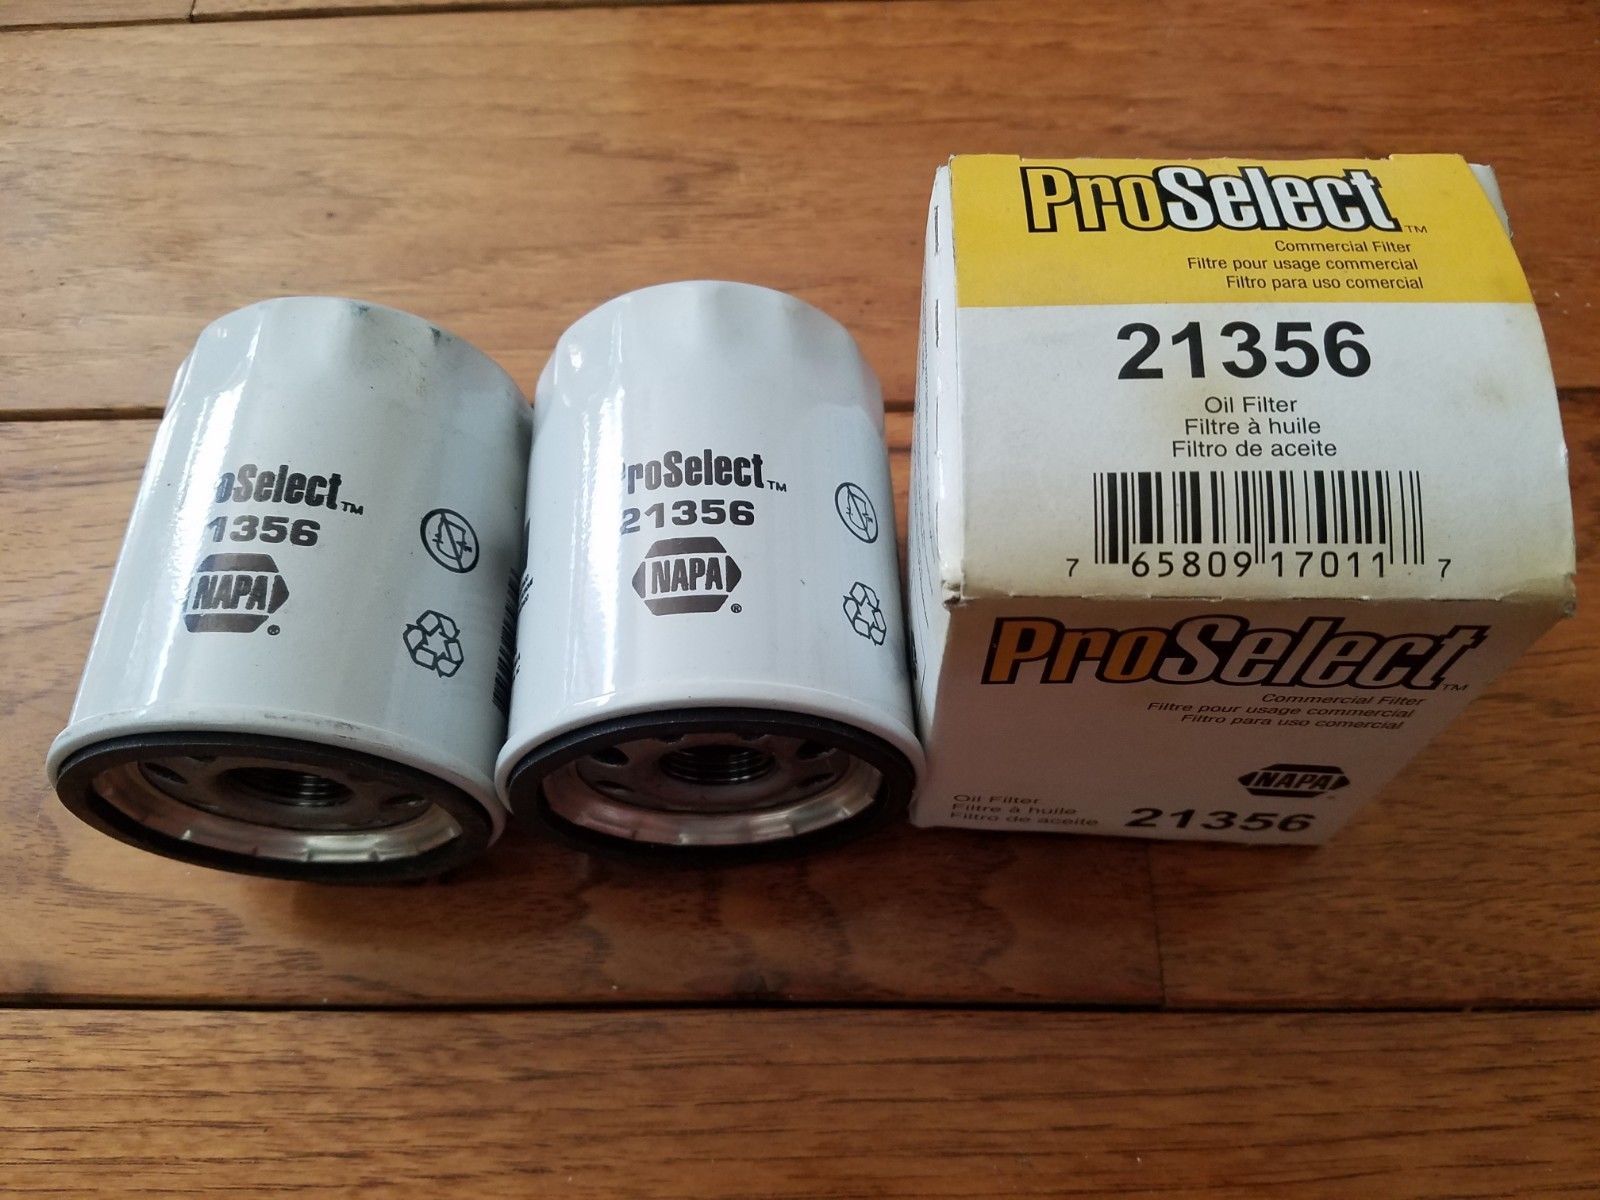 oSelect™
1356
NAPA®
roSelect™
21356
NAPA®
ProSelect™
Commercial Filter
Filtre pour usage commercial
Filtro para uso comercial
21356
Oil Filter
Filtre à huile
Filtro de aceite
7 65809 17011 7
ProSelect™
Commercial Filter
Filtre pour usage commercial
Filtro para uso comercial
NAPA
Oil Filter
Filtre à huile
Filtro de aceite
21356